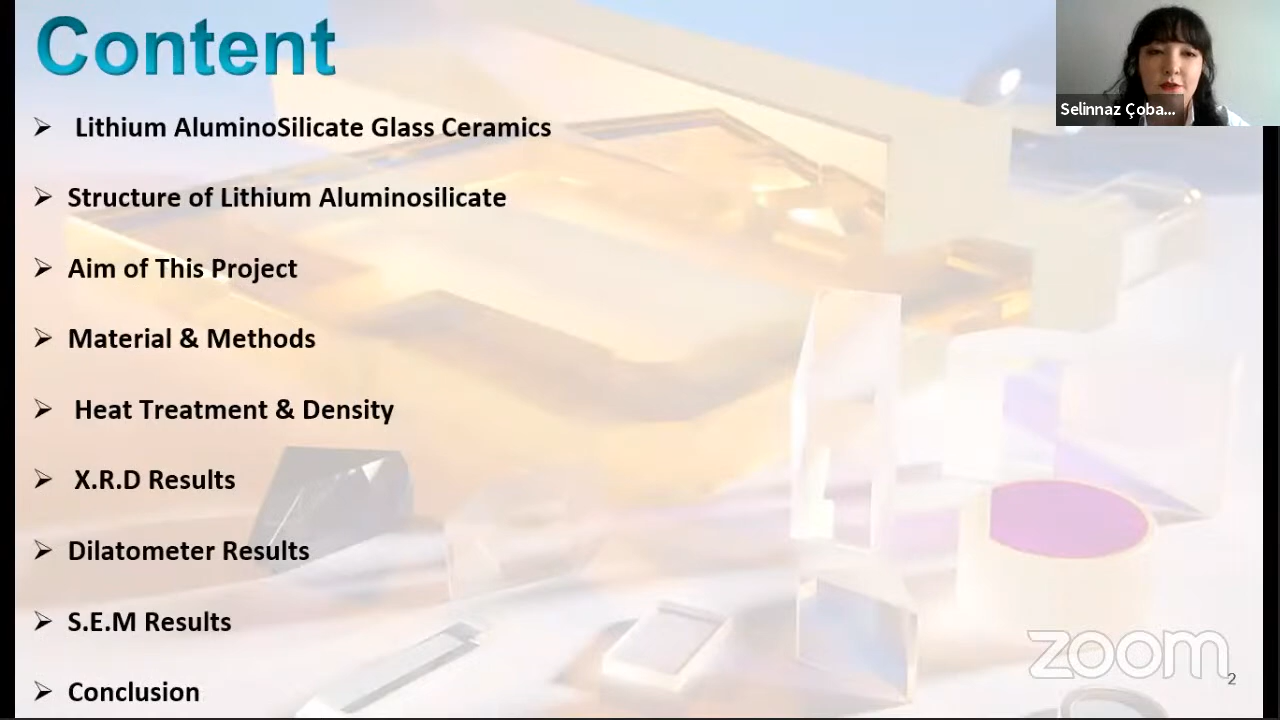 Content
Selinnaz Çoba...
➢ Lithium AluminoSilicate Glass Ceramics
➢ Structure of Lithium Aluminosilicate
➢ Aim of This Project
➢ Material & Methods
➢ Heat Treatment & Density
➢ X.R.D Results
➢ Dilatometer Results
➢ S.E.M Results
➢ Conclusion
zoom
2